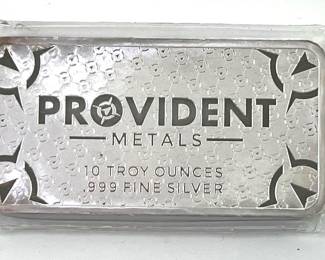 PROVIDENT
METALS
10 TROY OUNCES
.999 FINE SILVER